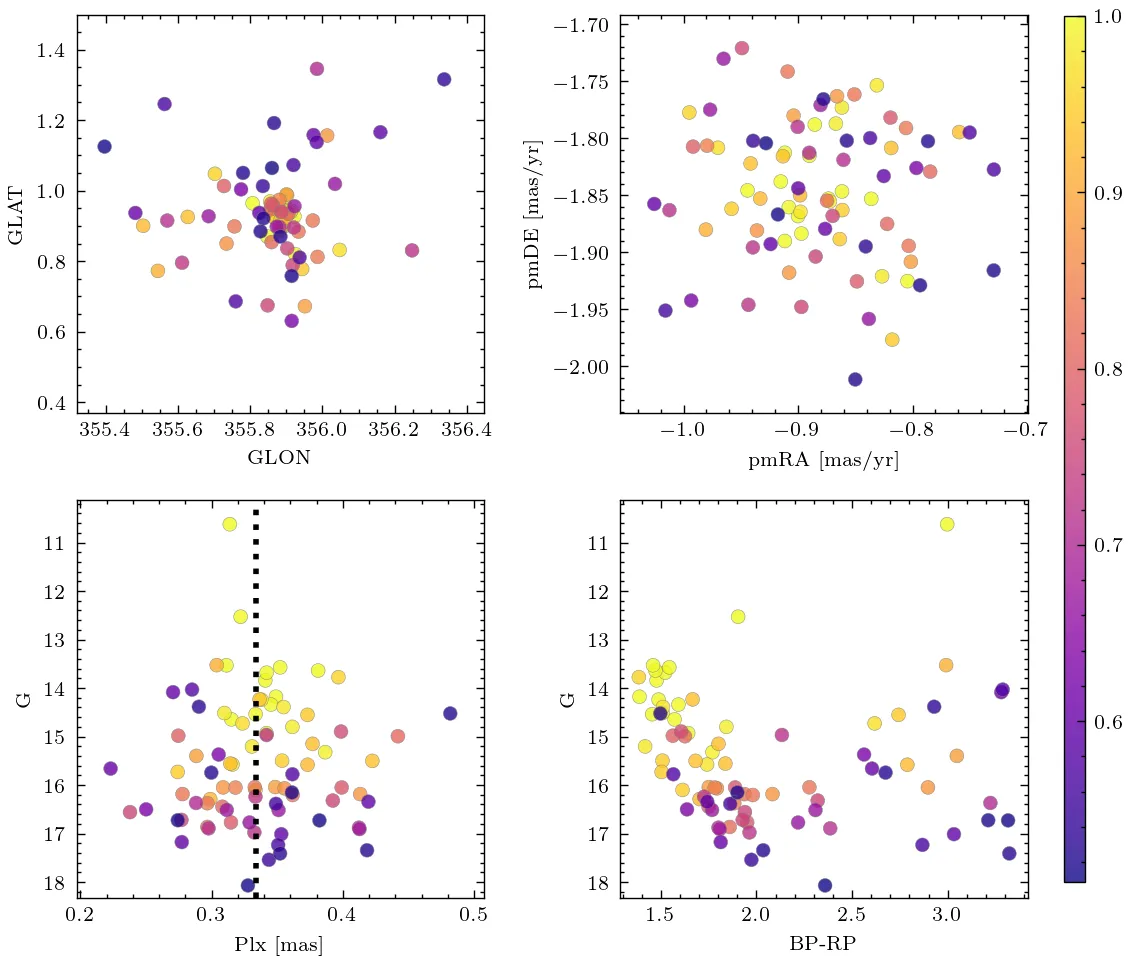 1.4
1.2
1.0
0.8
0.6
0.4
GLAT
355.4 355.6 355.8 356.0 356.2 356.4
GLON
−1.70
−1.75
−1.80
−1.85
−1.90
−1.95
−2.00
pmDE [mas/yr]
−1.0 −0.9 −0.8 −0.7
pmRA [mas/yr]
1.0
0.9
0.8
0.7
0.6
11
12
13
14
15
16
17
18
G
0.2 0.3 0.4 0.5
Plx [mas]
11
12
13
14
15
16
17
18
G
1.5 2.0 2.5 3.0
BP-RP